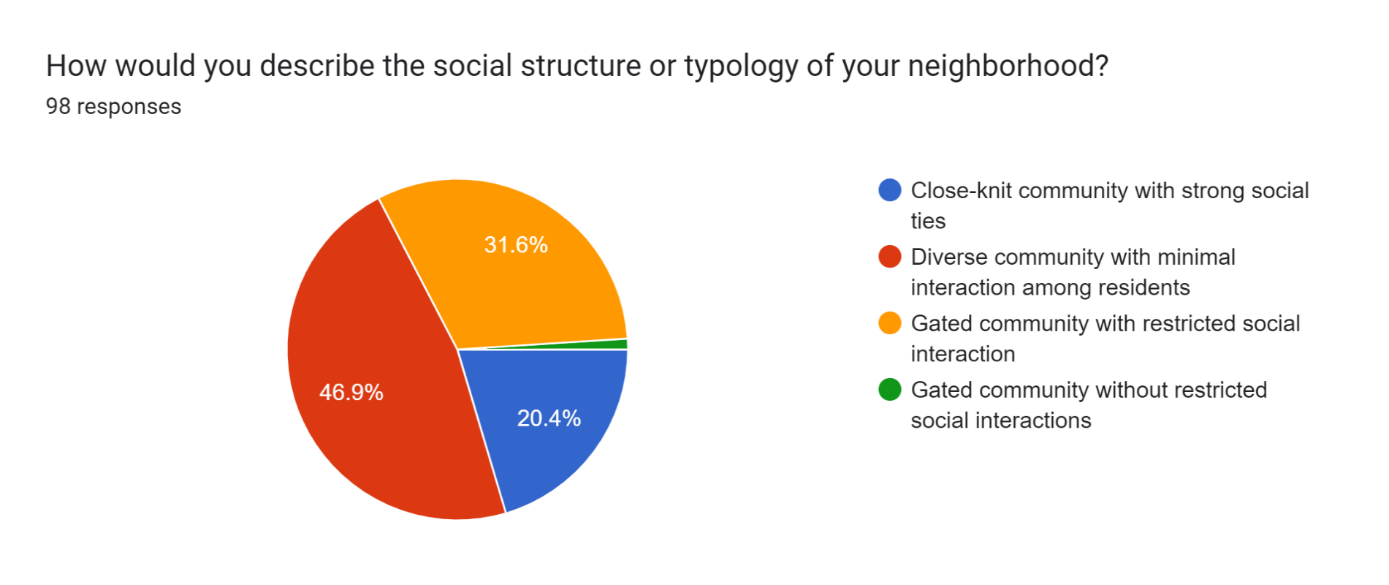 How would you describe the social structure or typology of your neighborhood?
98 responses
31.6%
46.9%
20.4%
Close-knit community with strong social
ties
Diverse community with minimal
interaction among residents
Gated community with restricted social
interaction
Gated community without restricted
social interactions